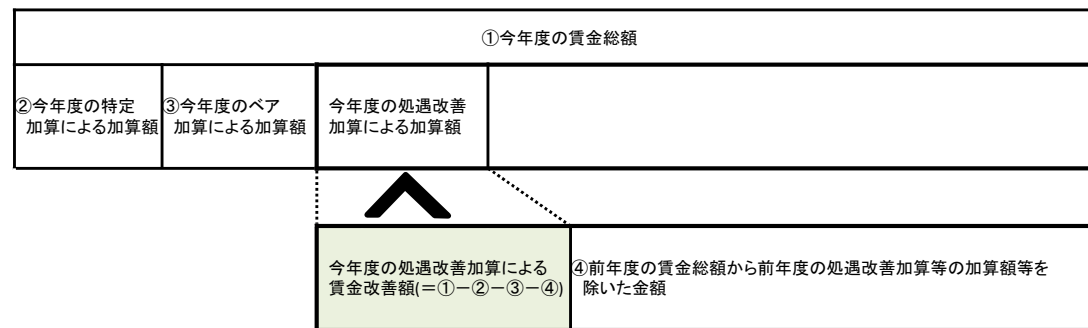 ①今年度の賃金総額
②今年度の特定
加算による加算額
③今年度のベア
加算による加算額
今年度の処遇改善
加算による加算額
今年度の処遇改善加算による
賃金改善額(＝①－②－③－④)
④前年度の賃金総額から前年度の処遇改善加算等の加算額等を
除いた金額